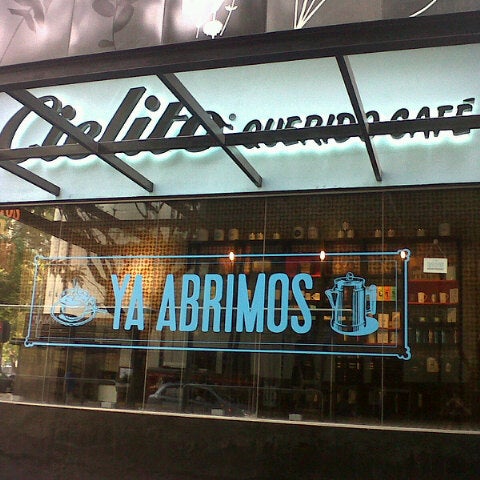 Cielito QUERIDO CAFÉ
YA ABRIMOS